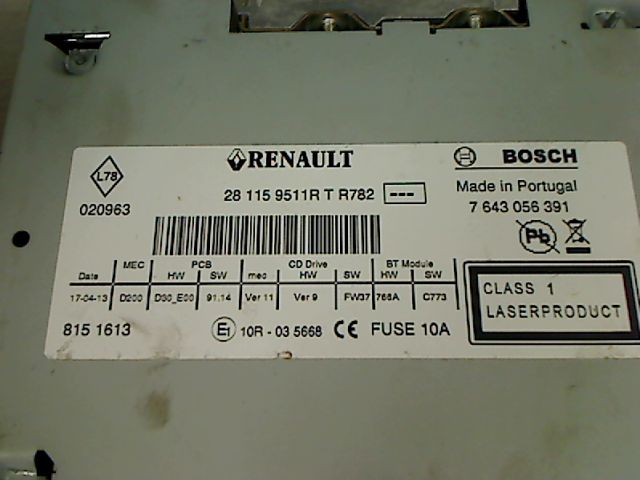 L78
RENAULT
BOSCH
020963
28 115 9511R T R782 ---
Made in Portugal
7 643 056 391
Pb
MEC PCB CD Drive BT Module
Date HW SW mec HW SW HW SW
17-04-13 D200 D30_E00 91.14 Ver 11 Ver 9 FW37 766A C773
CLASS 1
LASERPRODUCT
815 1613 E1 10R - 03 5668 CE FUSE 10A